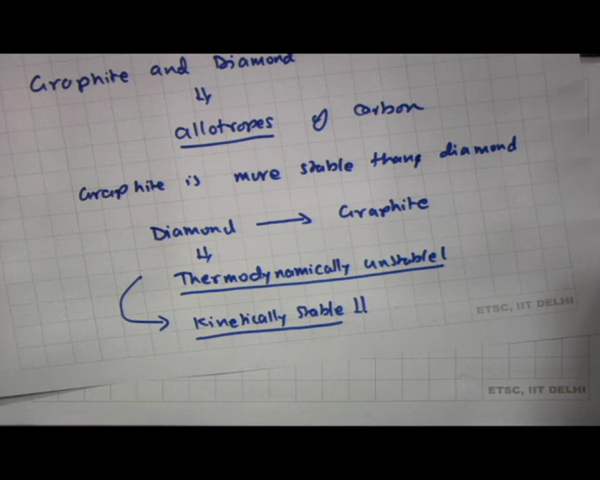 Graphite and Diamond
⇓
allotropes of carbon
Graphite is more stable than diamond
Diamond → Graphite
⇓
Thermodynamically unstable!
Kinetically stable !!
ETSC, IIT DELHI
ETSC, IIT DELHI